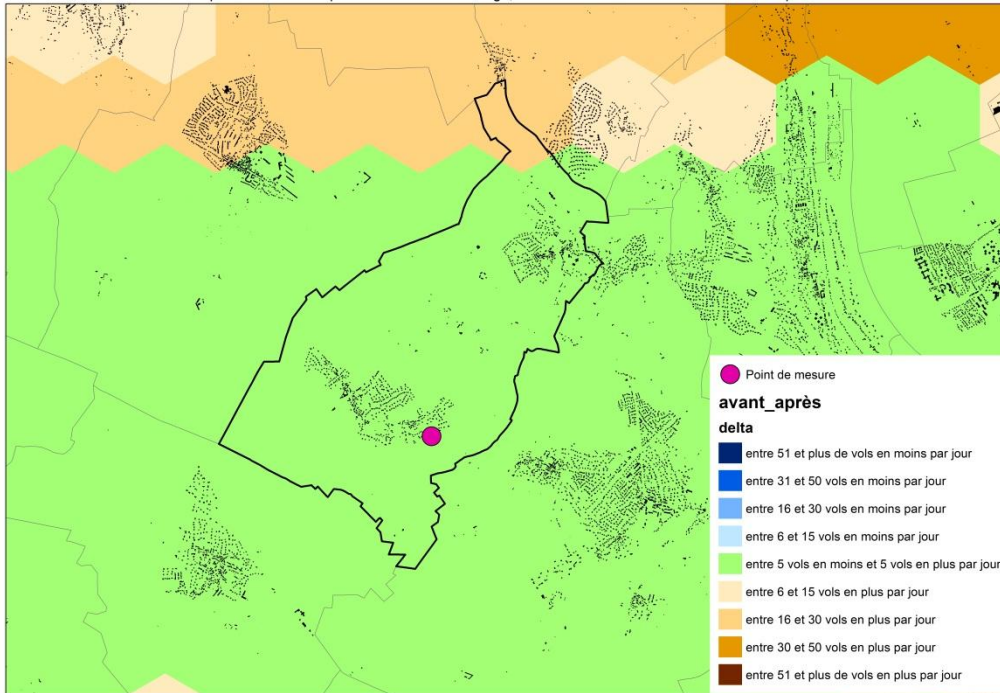 Point de mesure
avant_après
delta
entre 51 et plus de vols en moins par jour
entre 31 et 50 vols en moins par jour
entre 16 et 30 vols en moins par jour
entre 6 et 15 vols en moins par jour
entre 5 vols en moins et 5 vols en plus par jour
entre 6 et 15 vols en plus par jour
entre 16 et 30 vols en plus par jour
entre 30 et 50 vols en plus par jour
entre 51 et plus de vols en plus par jour